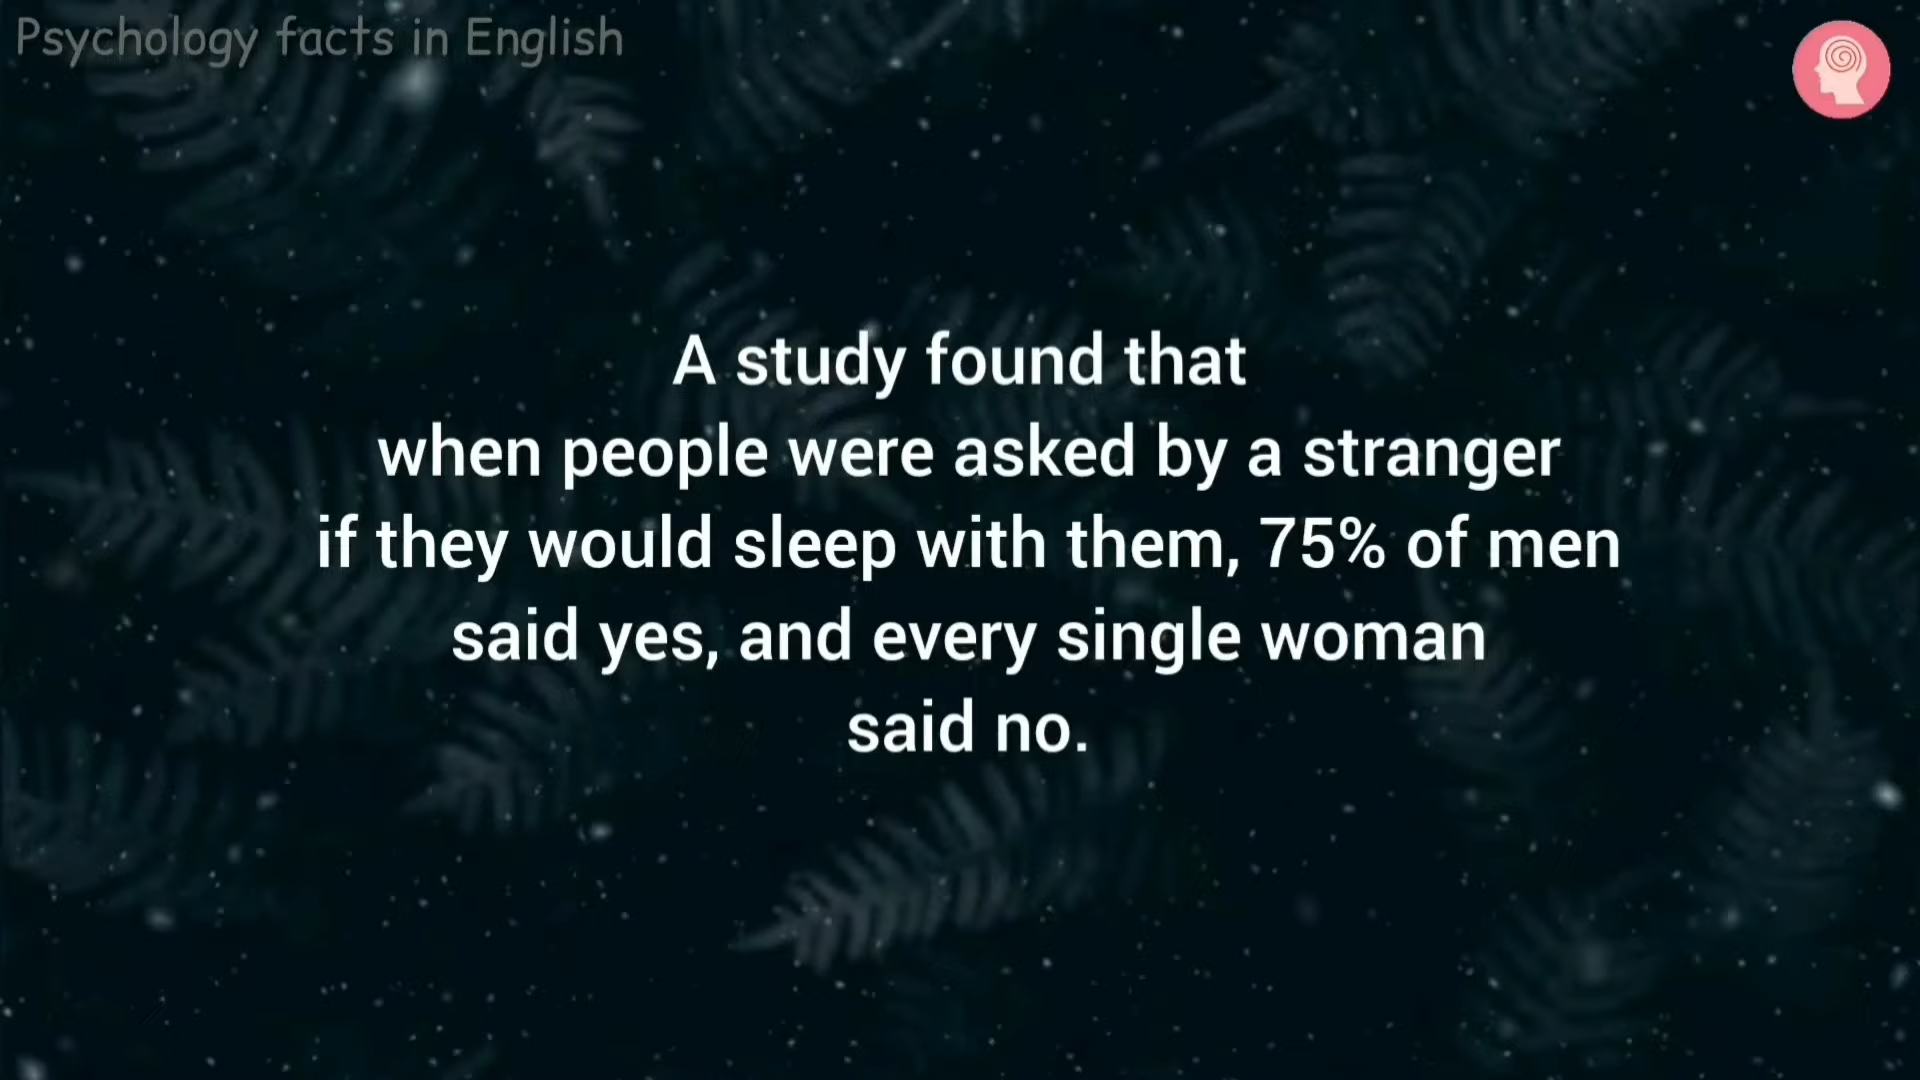 Psychology facts in English
A study found that
when people were asked by a stranger
if they would sleep with them, 75% of men
said yes, and every single woman
said no.